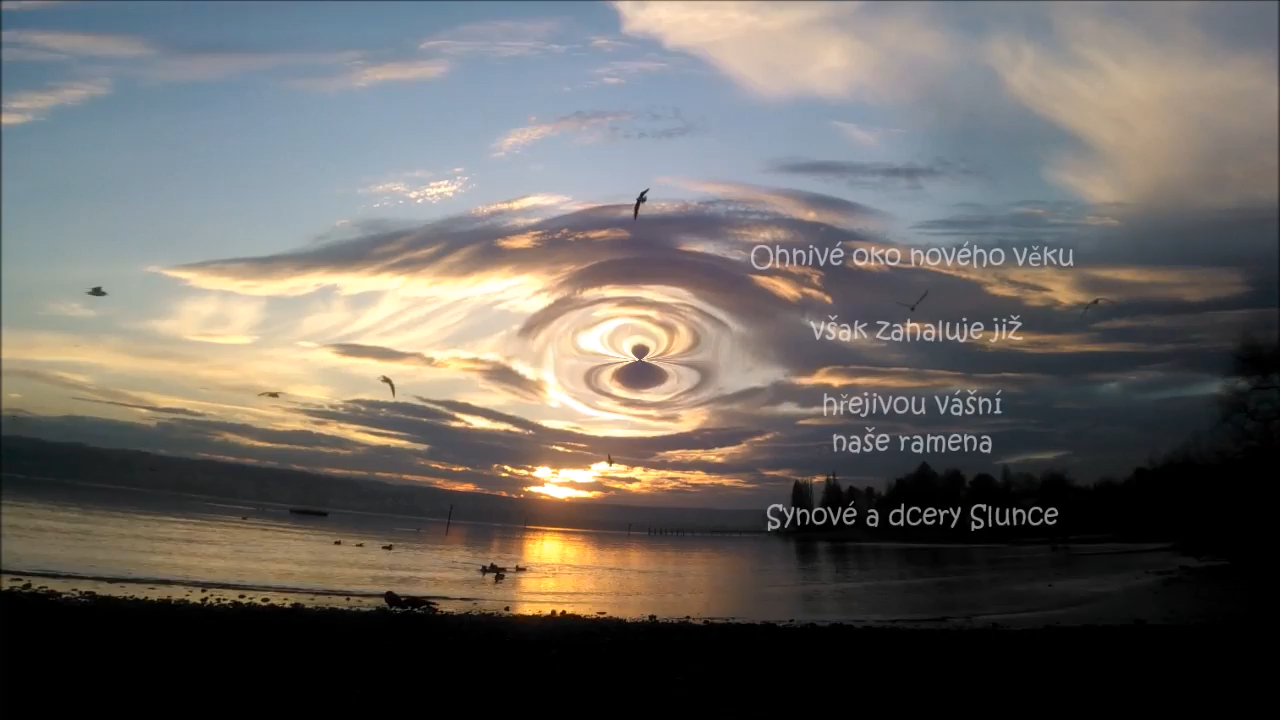 Ohnivé oko nového věku
však zahaluje již
hřejivou vášní
naše ramena
Synové a dcery Slunce